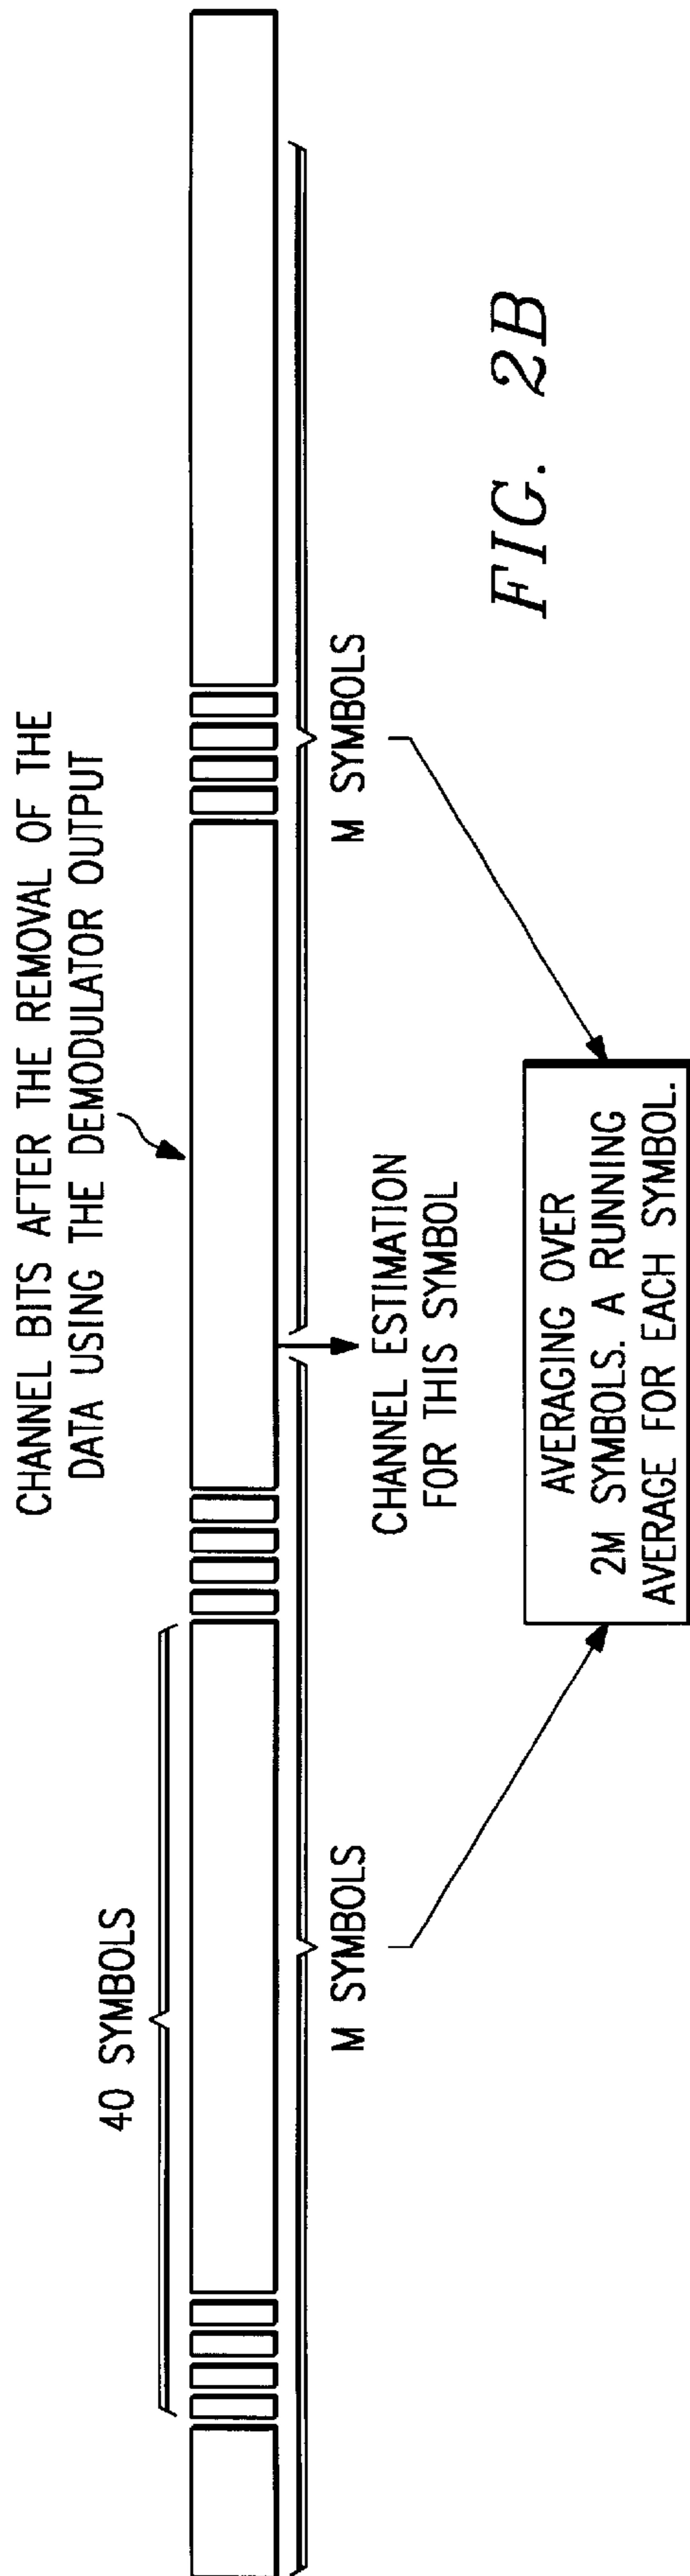 CHANNEL BITS AFTER THE REMOVAL OF THE
DATA USING THE DEMODULATOR OUTPUT
40 SYMBOLS
M SYMBOLS
M SYMBOLS
CHANNEL ESTIMATION
FOR THIS SYMBOL
AVERAGING OVER
2M SYMBOLS. A RUNNING
AVERAGE FOR EACH SYMBOL.
FIG. 2B